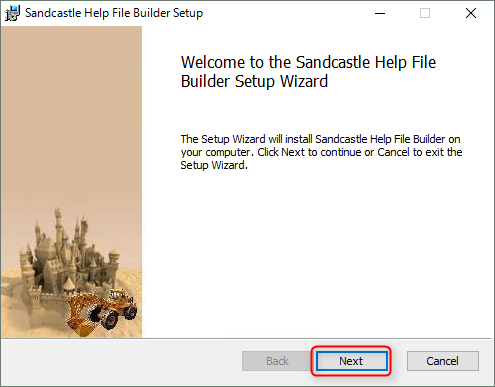 Sandcastle Help File Builder Setup
Welcome to the Sandcastle Help File
Builder Setup Wizard
The Setup Wizard will install Sandcastle Help File Builder on
your computer. Click Next to continue or Cancel to exit the
Setup Wizard.
Back
Next
Cancel